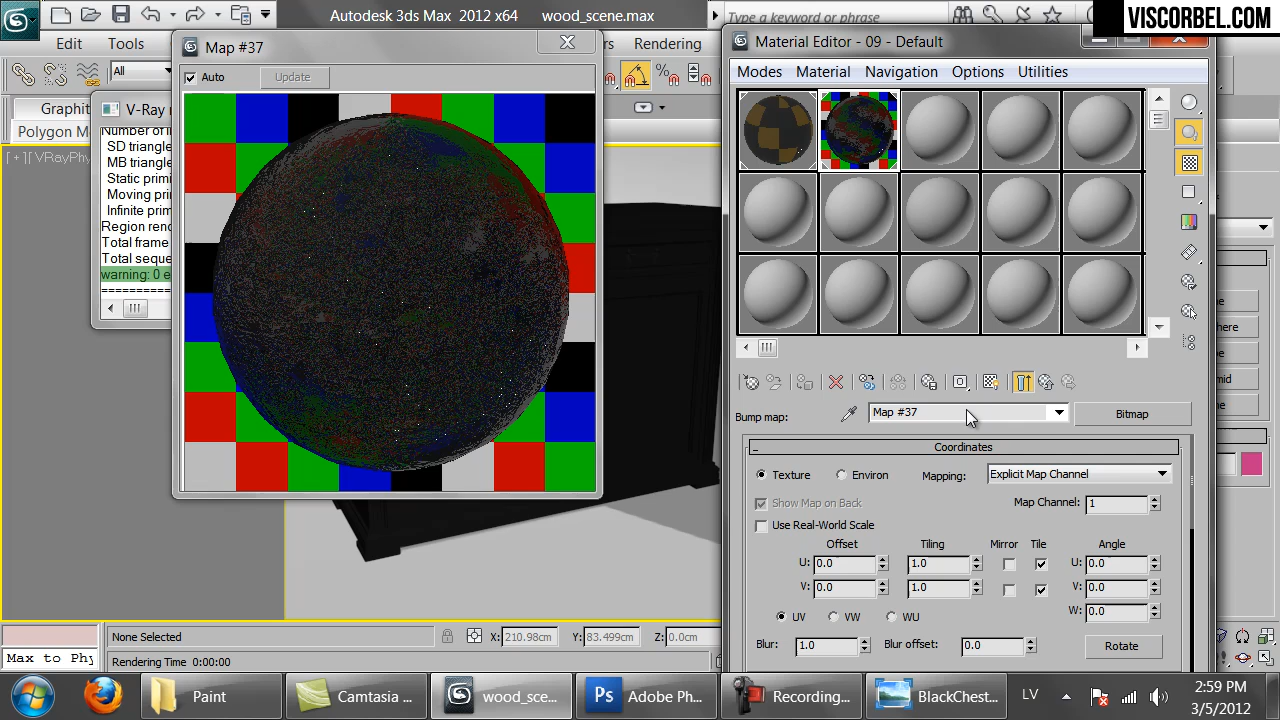 Autodesk 3ds Max 2012 x64 wood_scene.max
Type a keyword or phrase
VISCORBEL.COM
Edit Tools
Rendering
All
Graphit
Polygon M
V-Ray
[ + ] [ VRayPhy
SD triangle
MB triangle
Static primi
Moving prim
Infinite prim
Region rend
Total frame
Total seque
warning: 0 e
Map #37
Auto
Update
Material Editor - 09 - Default
Modes Material Navigation Options Utilities
Bump map:
Map #37
Bitmap
Coordinates
Texture
Environ
Mapping:
Explicit Map Channel
Show Map on Back
Map Channel:
1
Use Real-World Scale
Offset Tiling Mirror Tile Angle
U: 0.0 1.0 U: 0.0
V: 0.0 1.0 V: 0.0
W: 0.0
UV VW WU
Blur: 1.0 Blur offset: 0.0 Rotate
None Selected
X: 210.98cm Y: 83.499cm Z: 0.0cm
Max to Phy
Rendering Time 0:00:00
Paint
Camtasia ...
wood_sce...
Adobe Ph...
Recording...
BlackChest...
LV
2:59 PM
3/5/2012